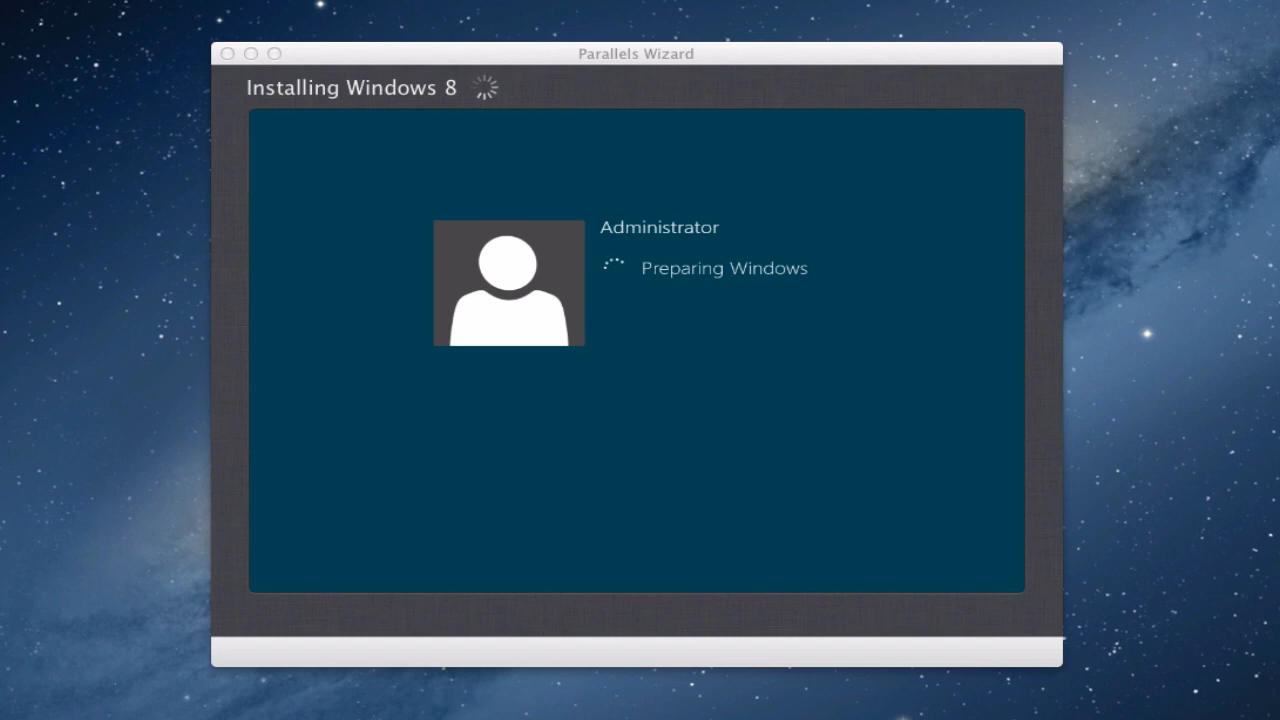 Parallels Wizard
Installing Windows 8
Administrator
Preparing Windows